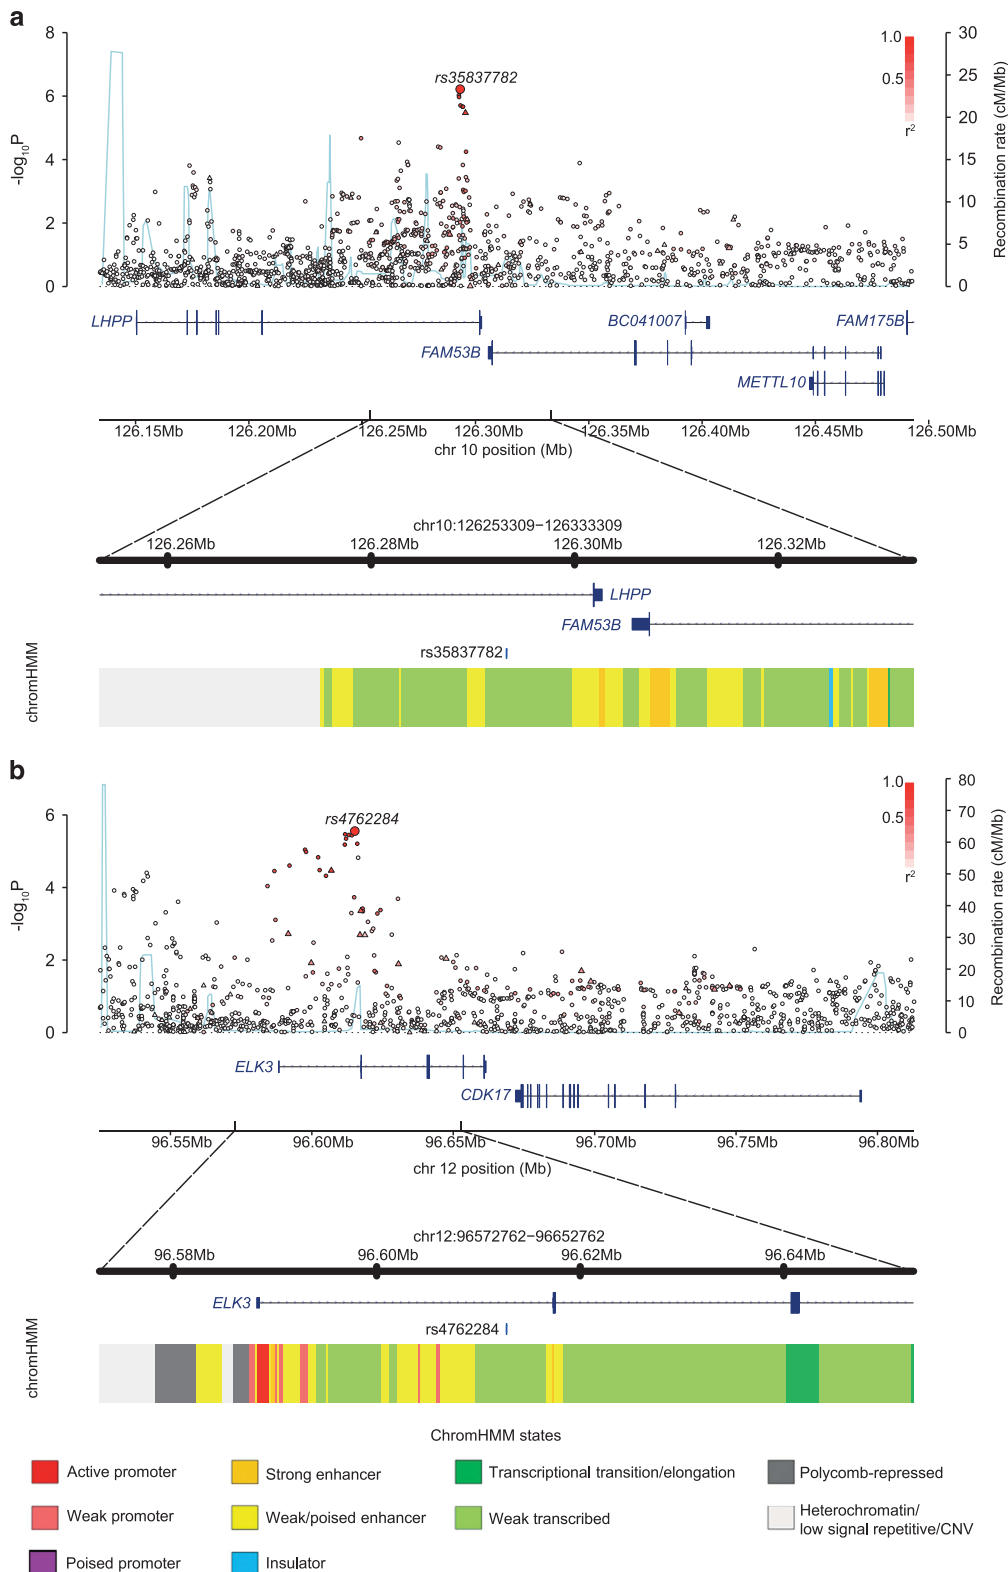 a
8
6
4
2
0
-log10P
rs35837782
1.0
0.5
r2
30
25
20
15
10
5
0
Recombination rate (cM/Mb)
LHPP
BC041007
FAM175B
FAM53B
METTL10
126.15Mb 126.20Mb 126.25Mb 126.30Mb 126.35Mb 126.40Mb 126.45Mb 126.50Mb
chr 10 position (Mb)
chr10:126253309−126333309
126.26Mb 126.28Mb 126.30Mb 126.32Mb
LHPP
FAM53B
rs35837782
chromHMM
b
6
4
2
0
-log10P
rs4762284
1.0
0.5
r2
80
70
60
50
40
30
20
10
0
Recombination rate (cM/Mb)
ELK3
CDK17
96.55Mb 96.60Mb 96.65Mb 96.70Mb 96.75Mb 96.80Mb
chr 12 position (Mb)
chr12:96572762−96652762
96.58Mb 96.60Mb 96.62Mb 96.64Mb
ELK3
rs4762284
chromHMM
ChromHMM states
Active promoter
Strong enhancer
Transcriptional transition/elongation
Polycomb-repressed
Weak promoter
Weak/poised enhancer
Weak transcribed
Heterochromatin/
low signal repetitive/CNV
Poised promoter
Insulator